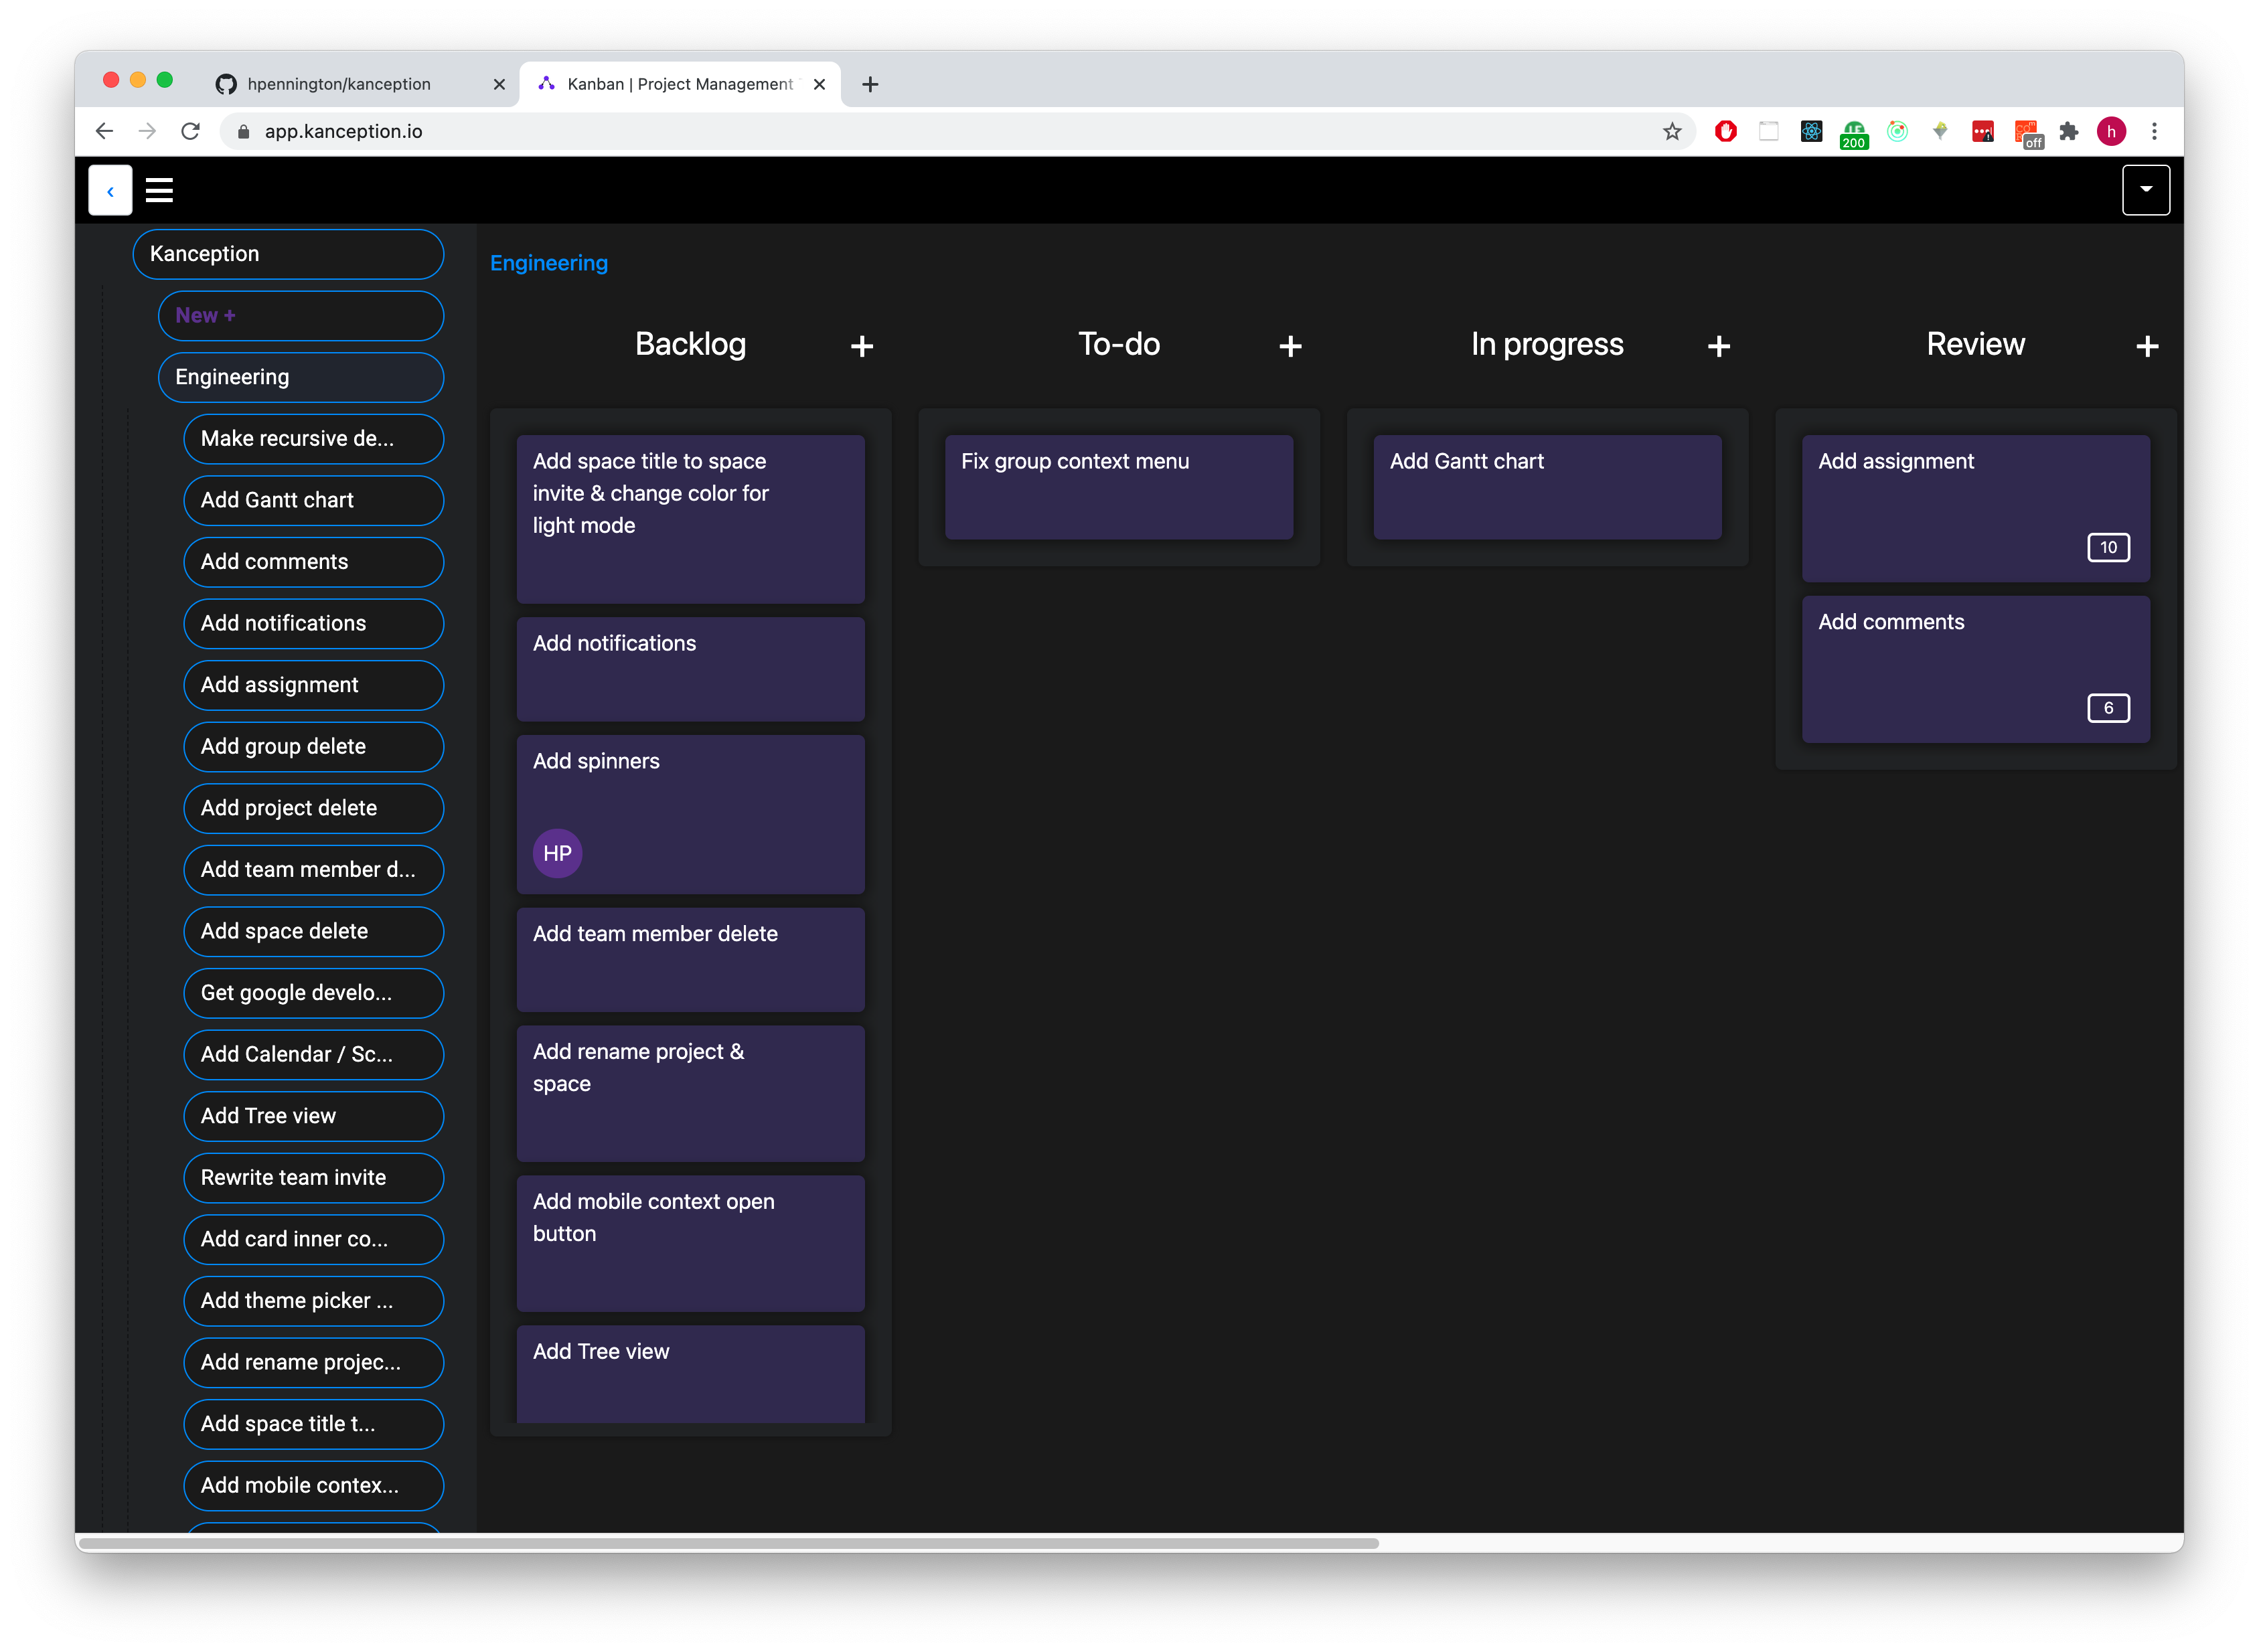 hpennington/kanception
Kanban | Project Management
app.kanception.io
200
off
h
Kanception
New +
Engineering
Make recursive de...
Add Gantt chart
Add comments
Add notifications
Add assignment
Add group delete
Add project delete
Add team member d...
Add space delete
Get google develo...
Add Calendar / Sc...
Add Tree view
Rewrite team invite
Add card inner co...
Add theme picker ...
Add rename projec...
Add space title t...
Add mobile contex...
Engineering
Backlog +
Add space title to space
invite & change color for
light mode
Add notifications
Add spinners
HP
Add team member delete
Add rename project &
space
Add mobile context open
button
Add Tree view
To-do +
Fix group context menu
In progress +
Add Gantt chart
Review +
Add assignment
10
Add comments
6